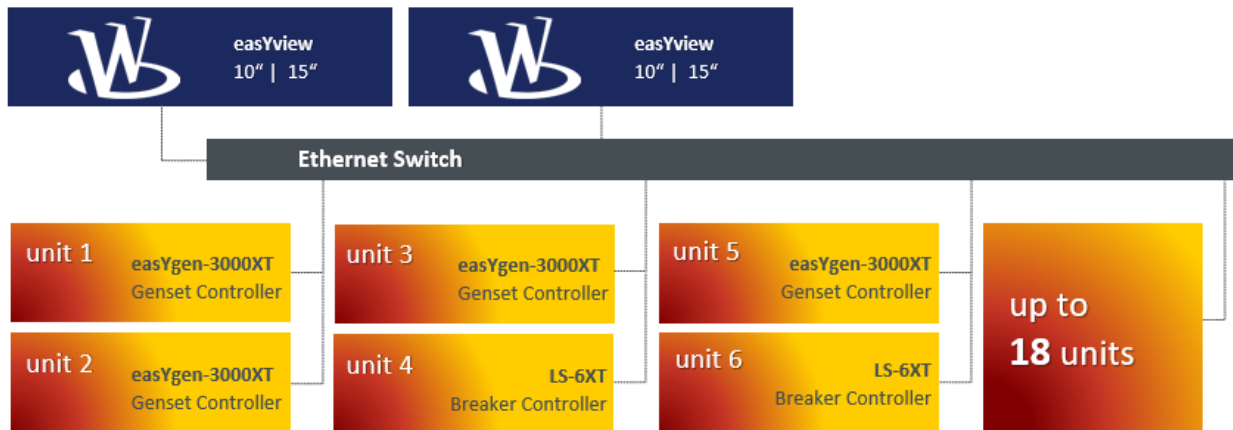 easYview
10“ | 15“
easYview
10“ | 15“
Ethernet Switch
unit 1
easYgen-3000XT
Genset Controller
unit 2
easYgen-3000XT
Genset Controller
unit 3
easYgen-3000XT
Genset Controller
unit 4
LS-6XT
Breaker Controller
unit 5
easYgen-3000XT
Genset Controller
unit 6
LS-6XT
Breaker Controller
up to
18 units